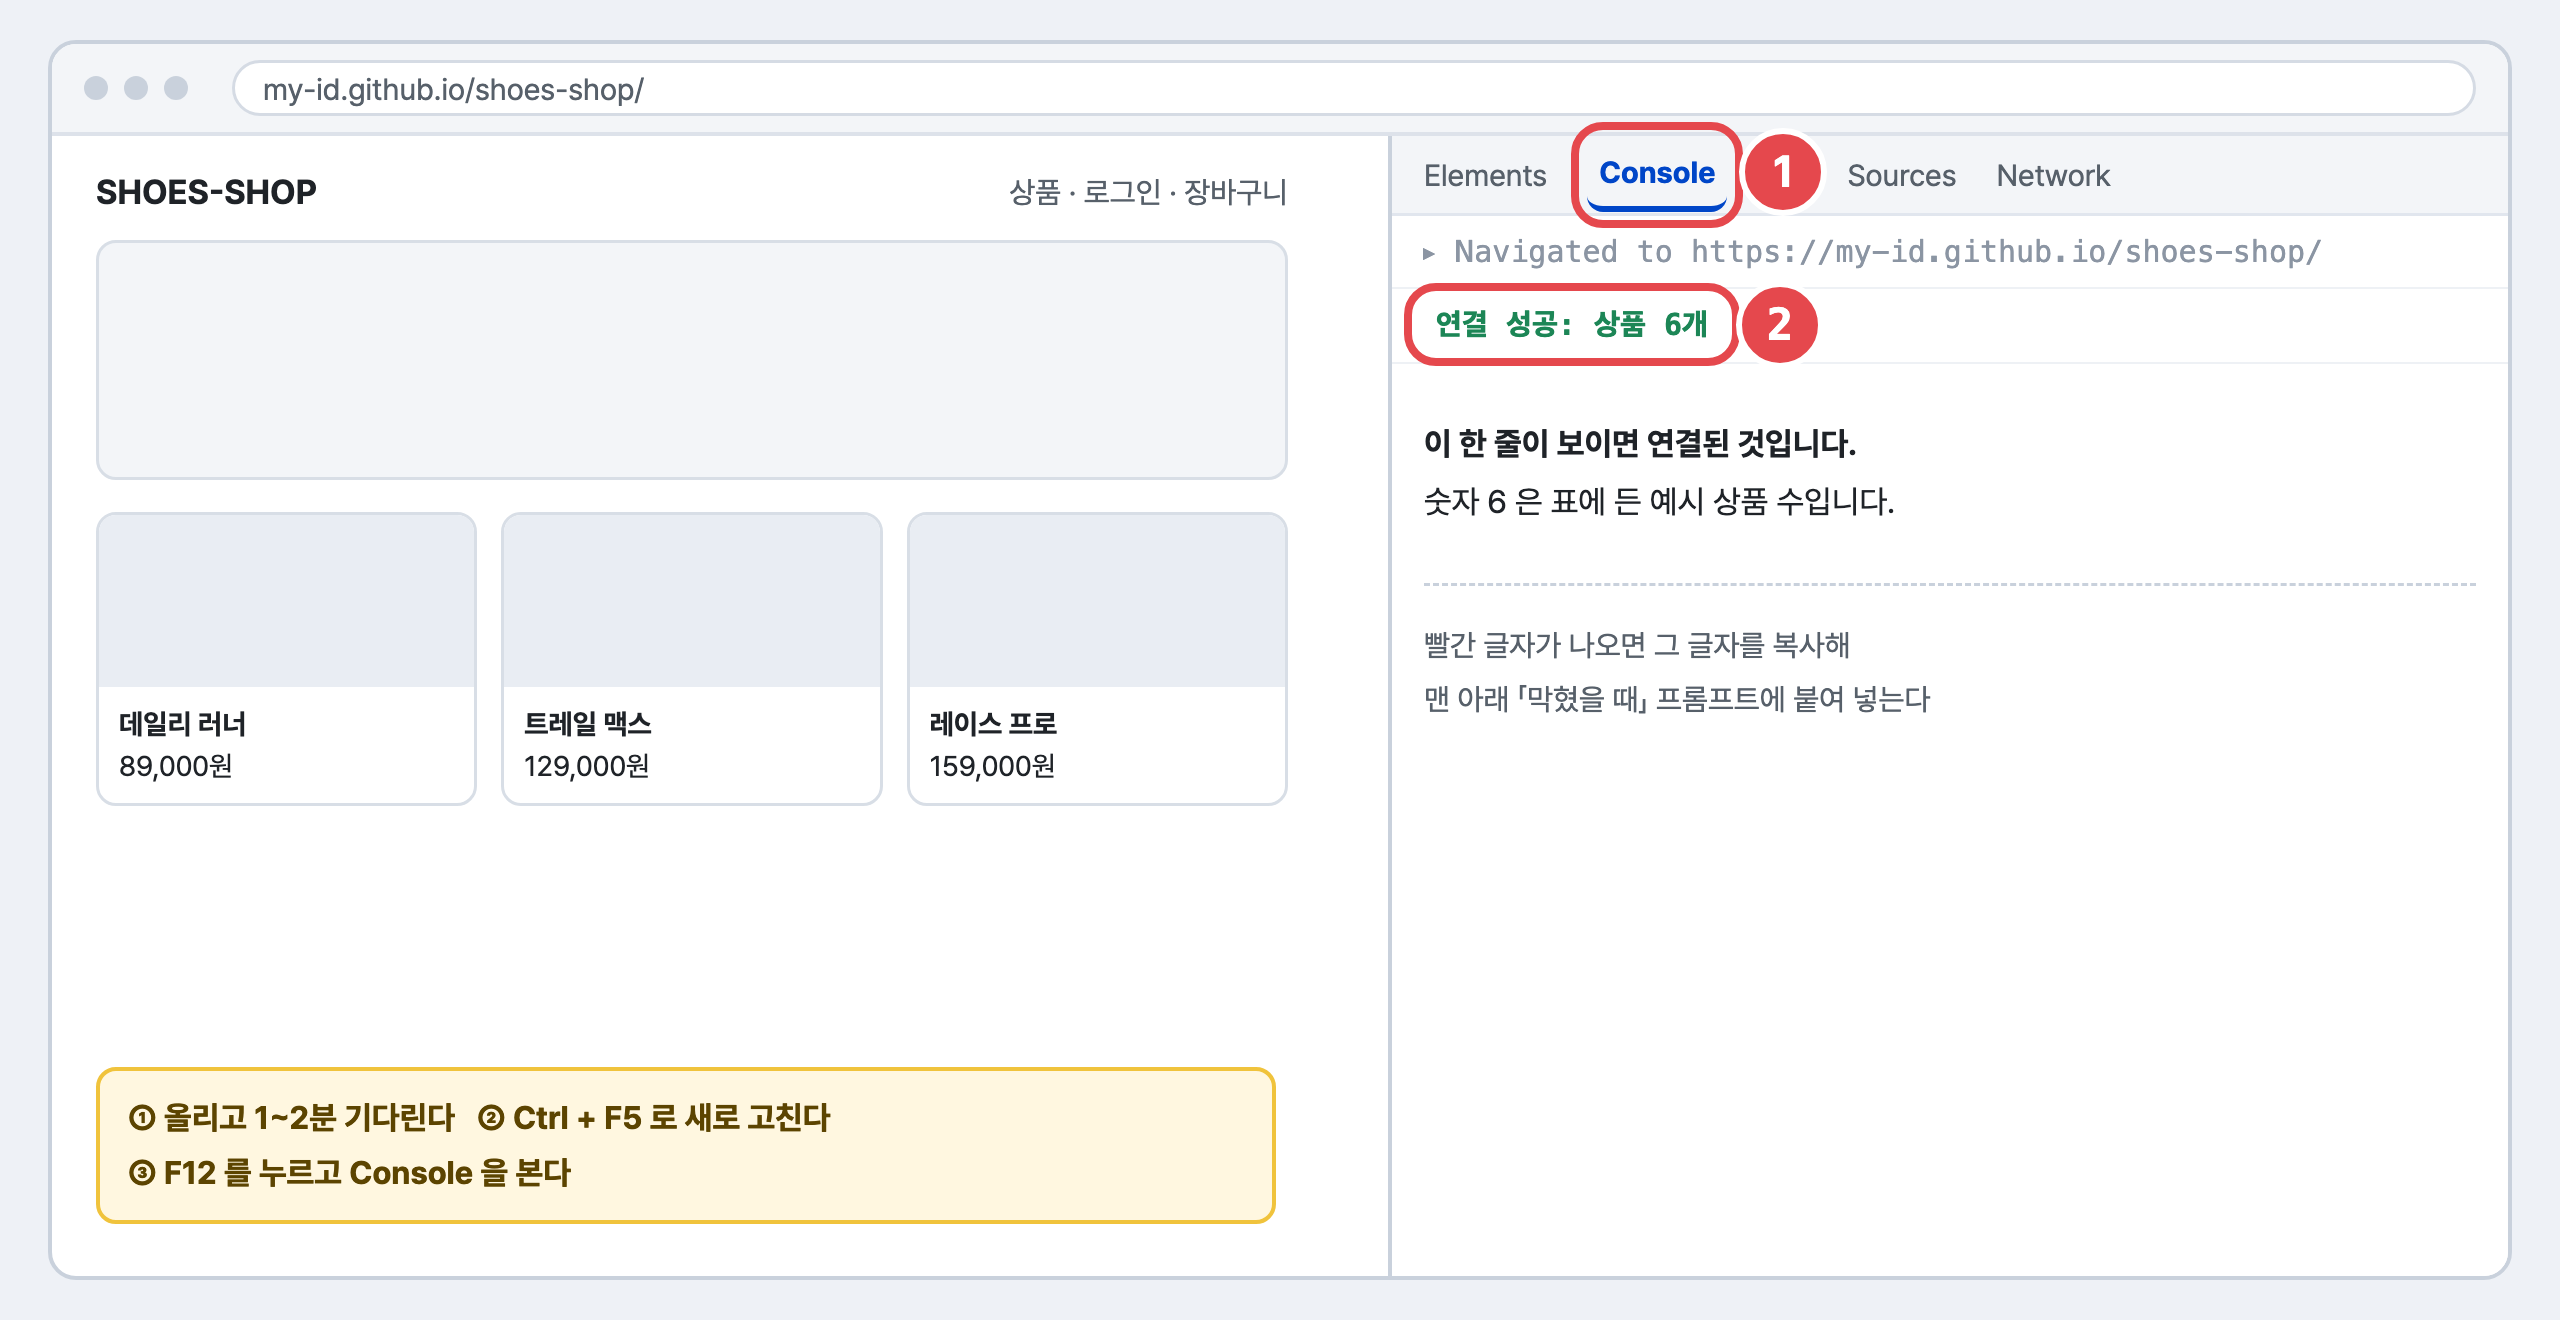 my-id.github.io/shoes-shop/
SHOES-SHOP
상품 · 로그인 · 장바구니
데일리 러너
89,000원
트레일 맥스
129,000원
레이스 프로
159,000원
① 올리고 1~2분 기다린다 ② Ctrl + F5 로 새로 고친다
③ F12 를 누르고 Console 을 본다
Elements Console 1 Sources Network
▸ Navigated to https://my-id.github.io/shoes-shop/
연결 성공: 상품 6개 2
이 한 줄이 보이면 연결된 것입니다.
숫자 6 은 표에 든 예시 상품 수입니다.
빨간 글자가 나오면 그 글자를 복사해
맨 아래 「막혔을 때」 프롬프트에 붙여 넣는다